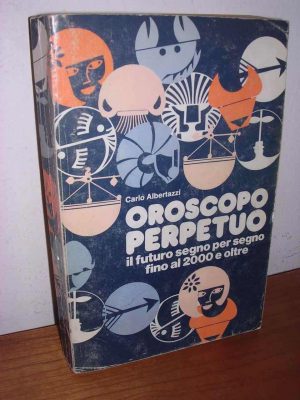 Carlo Albertazzi
OROSCOPO
PERPETUO
il futuro segno per segno
fino al 2000 e oltre